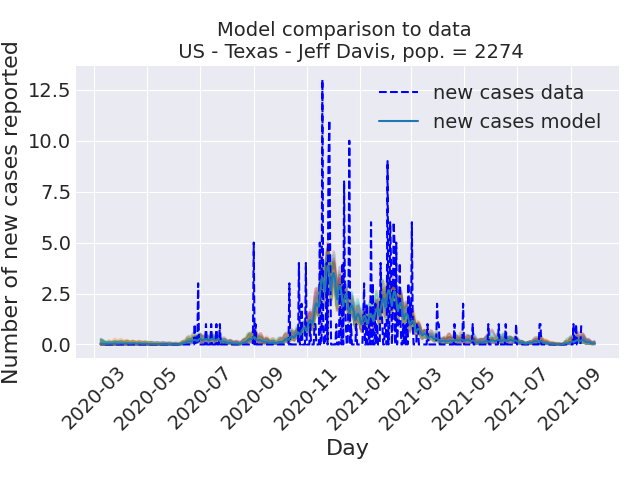 Model comparison to data
US - Texas - Jeff Davis, pop. = 2274
Number of new cases reported
12.5
10.0
7.5
5.0
2.5
0.0
new cases data
new cases model
2020-03
2020-05
2020-07
2020-09
2020-11
2021-01
2021-03
2021-05
2021-07
2021-09
Day